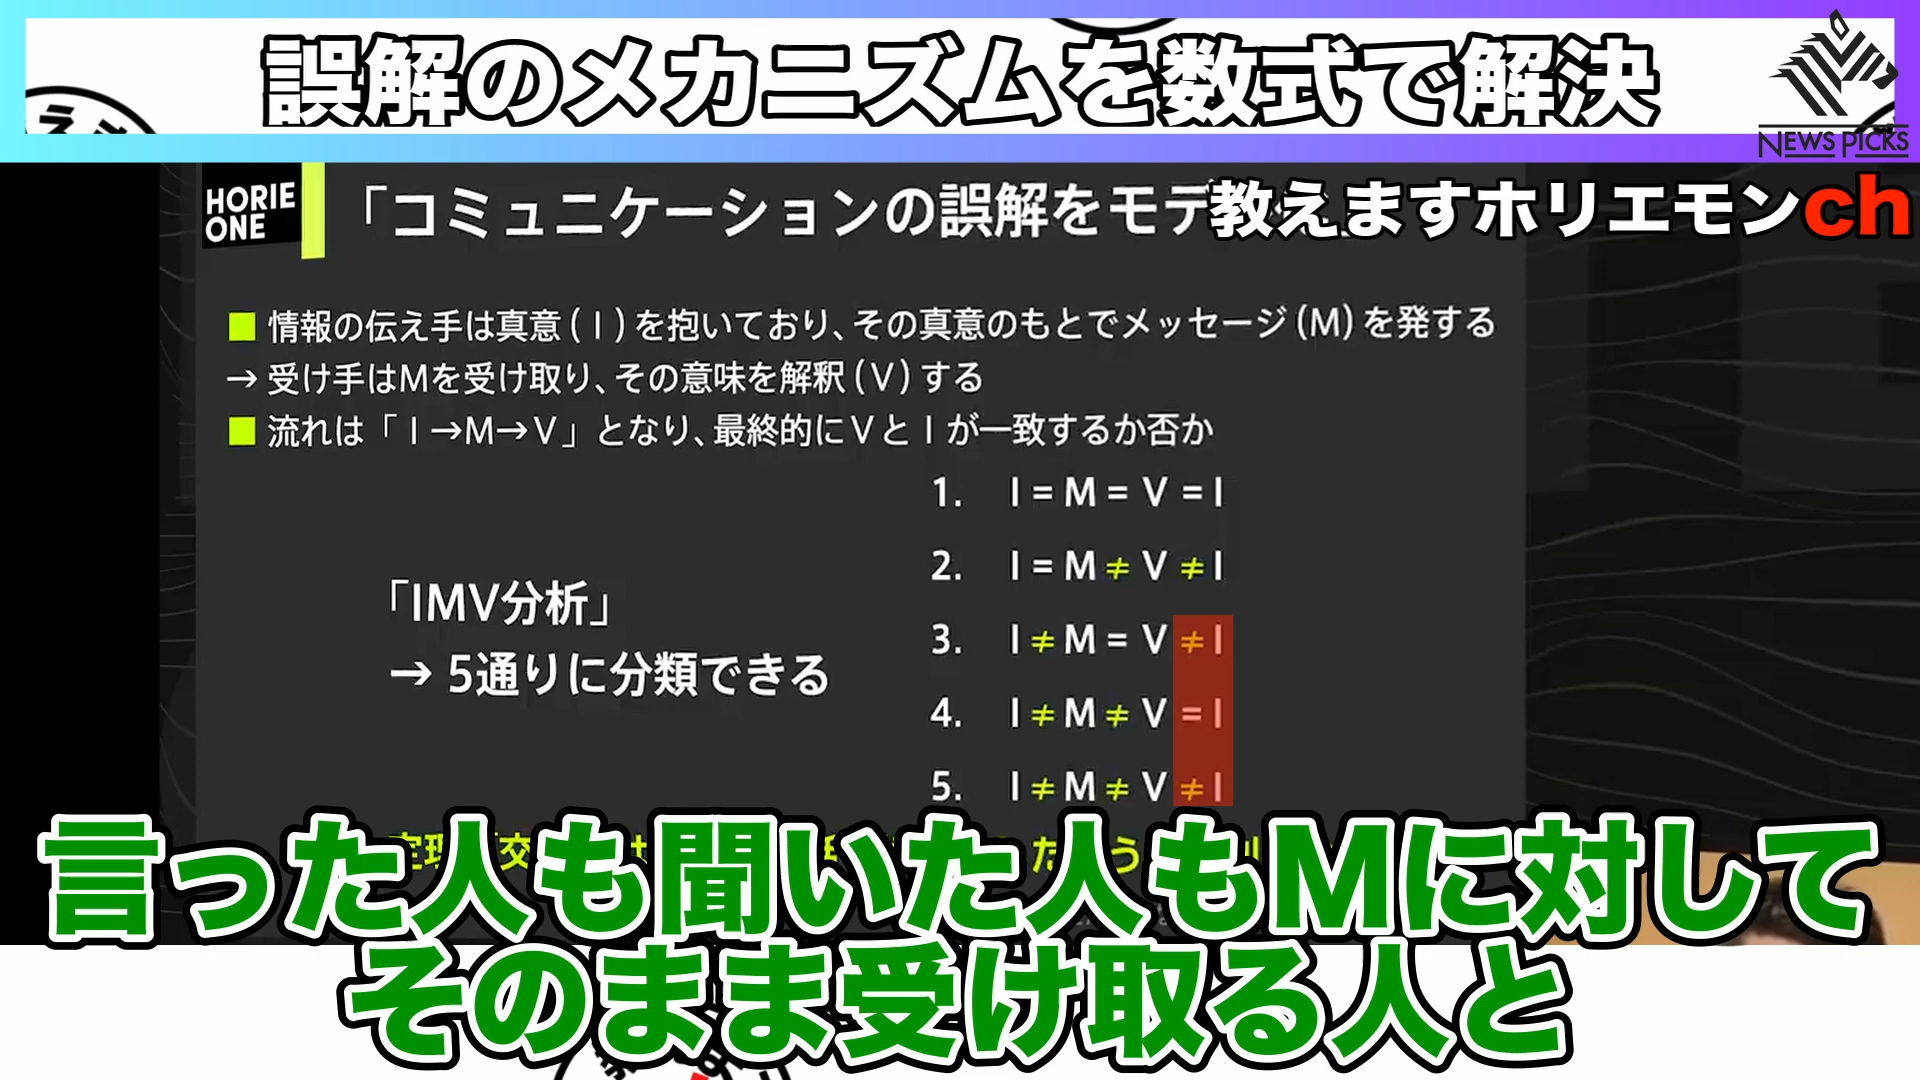 誤解のメカニズムを数式で解決
NEWSPICKS
HORIE
ONE
「コミュニケーションの誤解をモデ
教えますホリエモンch
■ 情報の伝え手は真意(I)を抱いており、その真意のもとでメッセージ(M)を発する
→ 受け手はMを受け取り、その意味を解釈(V)する
■ 流れは「I→M→V」となり、最終的にVとIが一致するか否か
1. I = M = V = I
2. I = M ≠ V ≠ I
「IMV分析」
3. I ≠ M = V ≠ I
→ 5通りに分類できる
4. I ≠ M ≠ V = I
5. I ≠ M ≠ V ≠ I
言った人も聞いた人もMに対して
そのまま受け取る人と